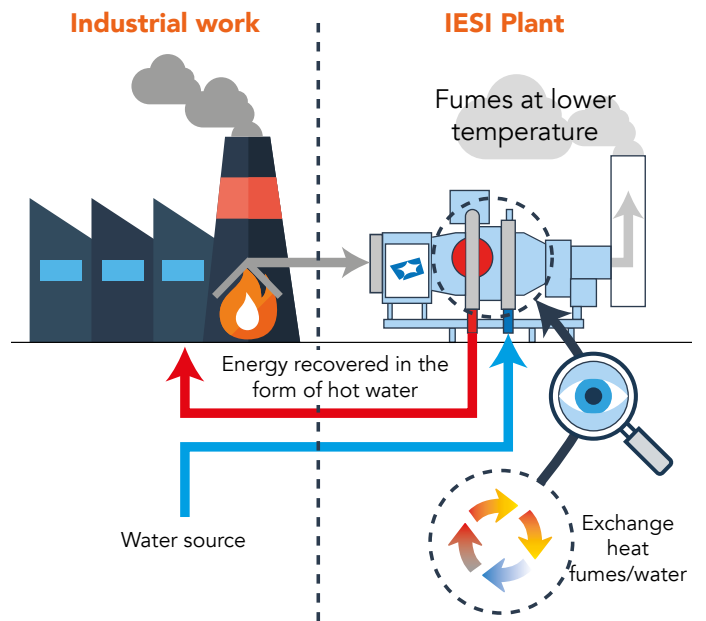 Industrial work
IESI Plant
Fumes at lower
temperature
Energy recovered in the
form of hot water
Water source
Exchange
heat
fumes/water